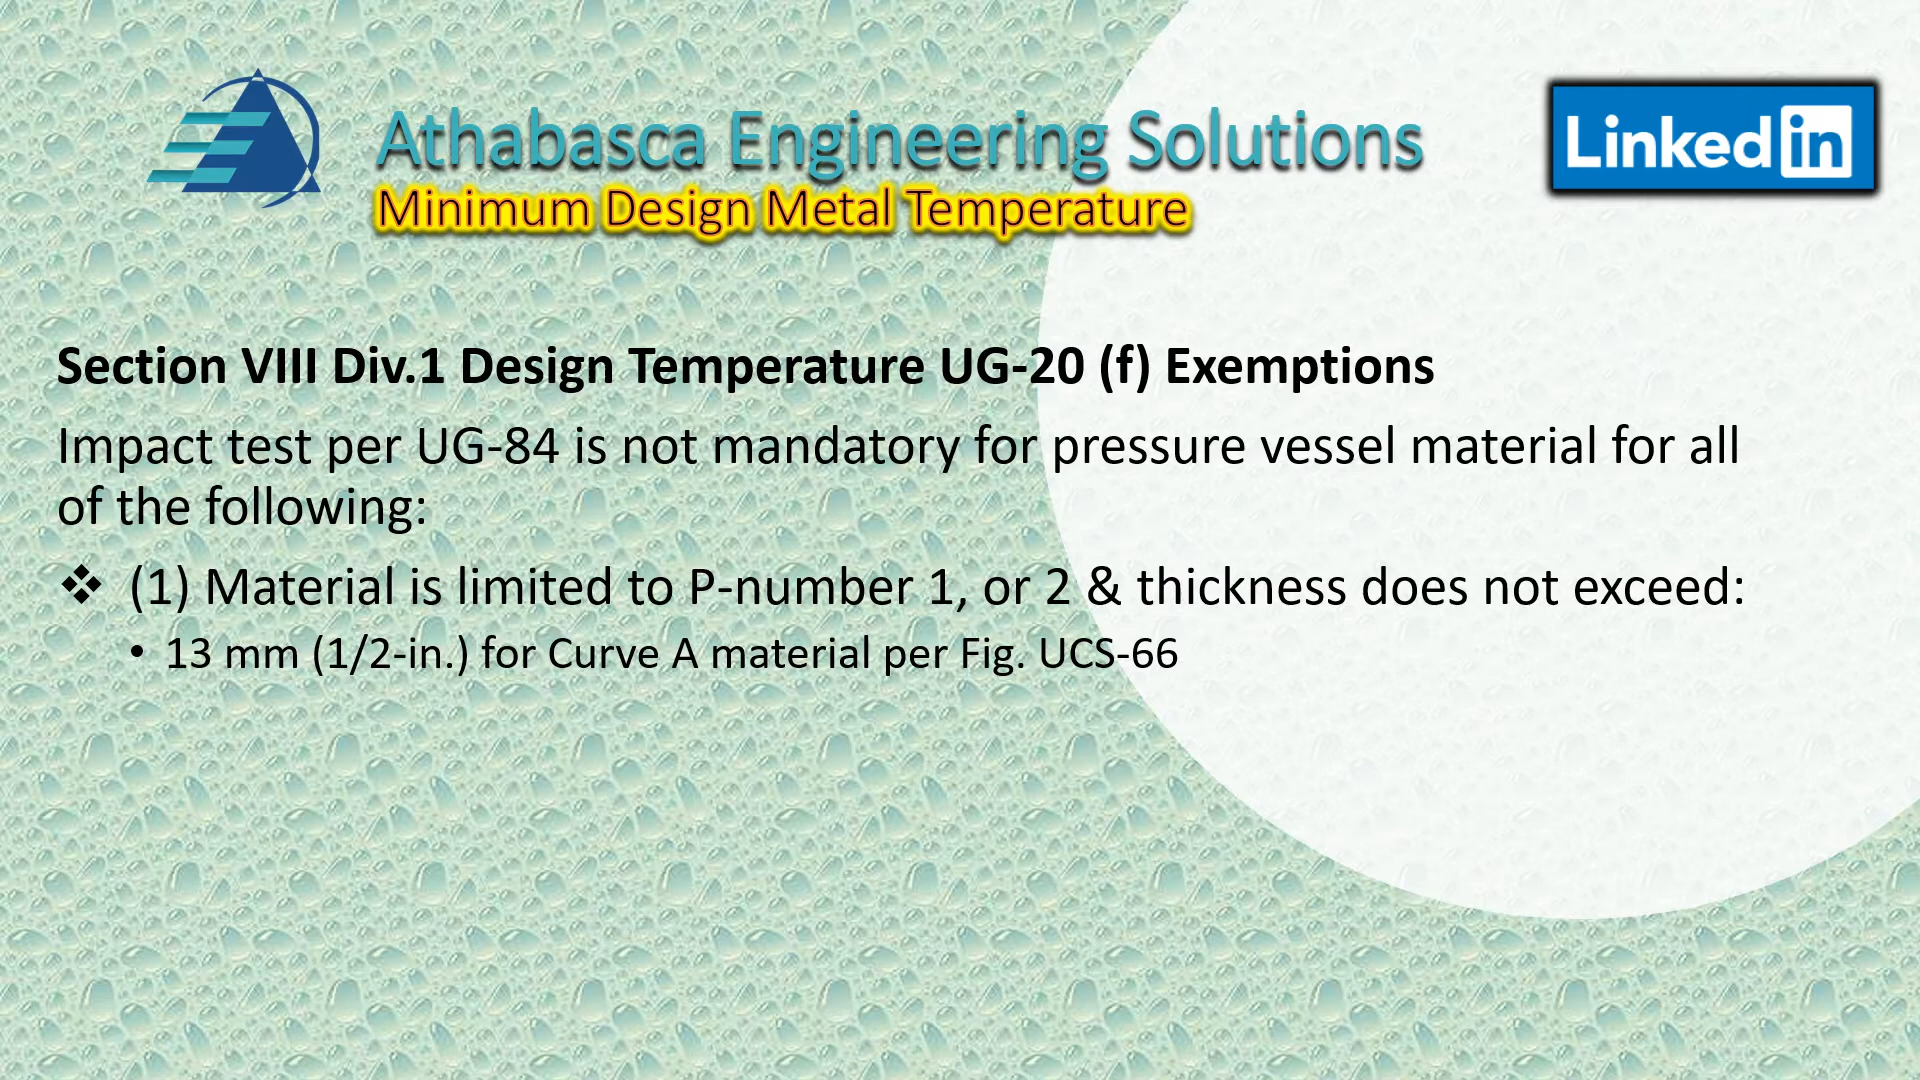 Athabasca Engineering Solutions
Linked in
Minimum Design Metal Temperature
Section VIII Div.1 Design Temperature UG-20 (f) Exemptions
Impact test per UG-84 is not mandatory for pressure vessel material for all
of the following:
❖ (1) Material is limited to P-number 1, or 2 & thickness does not exceed:
• 13 mm (1/2-in.) for Curve A material per Fig. UCS-66